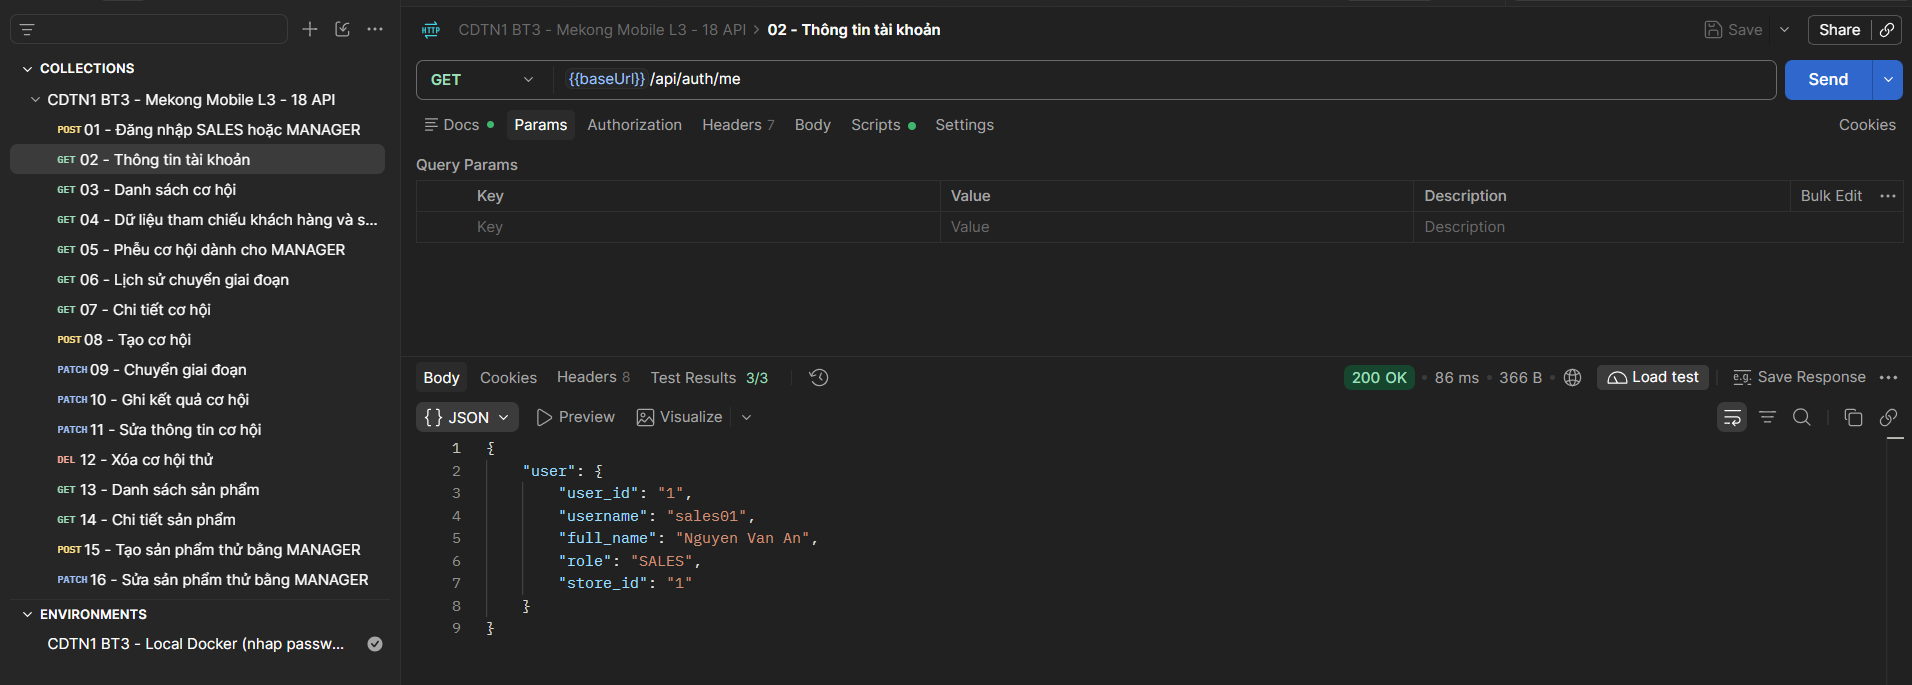 COLLECTIONS
CDTN1 BT3 - Mekong Mobile L3 - 18 API
POST 01 - Đăng nhập SALES hoặc MANAGER
GET 02 - Thông tin tài khoản
GET 03 - Danh sách cơ hội
GET 04 - Dữ liệu tham chiếu khách hàng và s...
GET 05 - Phễu cơ hội dành cho MANAGER
GET 06 - Lịch sử chuyển giai đoạn
GET 07 - Chi tiết cơ hội
POST 08 - Tạo cơ hội
PATCH 09 - Chuyển giai đoạn
PATCH 10 - Ghi kết quả cơ hội
PATCH 11 - Sửa thông tin cơ hội
DEL 12 - Xóa cơ hội thử
GET 13 - Danh sách sản phẩm
GET 14 - Chi tiết sản phẩm
POST 15 - Tạo sản phẩm thử bằng MANAGER
PATCH 16 - Sửa sản phẩm thử bằng MANAGER
ENVIRONMENTS
CDTN1 BT3 - Local Docker (nhap passw...
HTTP CDTN1 BT3 - Mekong Mobile L3 - 18 API > 02 - Thông tin tài khoản Save Share
GET {{baseUrl}} /api/auth/me Send
Docs Params Authorization Headers 7 Body Scripts Settings Cookies
Query Params
Key Value Description Bulk Edit
Key Value Description
Body Cookies Headers 8 Test Results 3/3 200 OK 86 ms 366 B Load test e.g. Save Response
{ } JSON Preview Visualize
1 {
2 "user": {
3 "user_id": "1",
4 "username": "sales01",
5 "full_name": "Nguyen Van An",
6 "role": "SALES",
7 "store_id": "1"
8 }
9 }